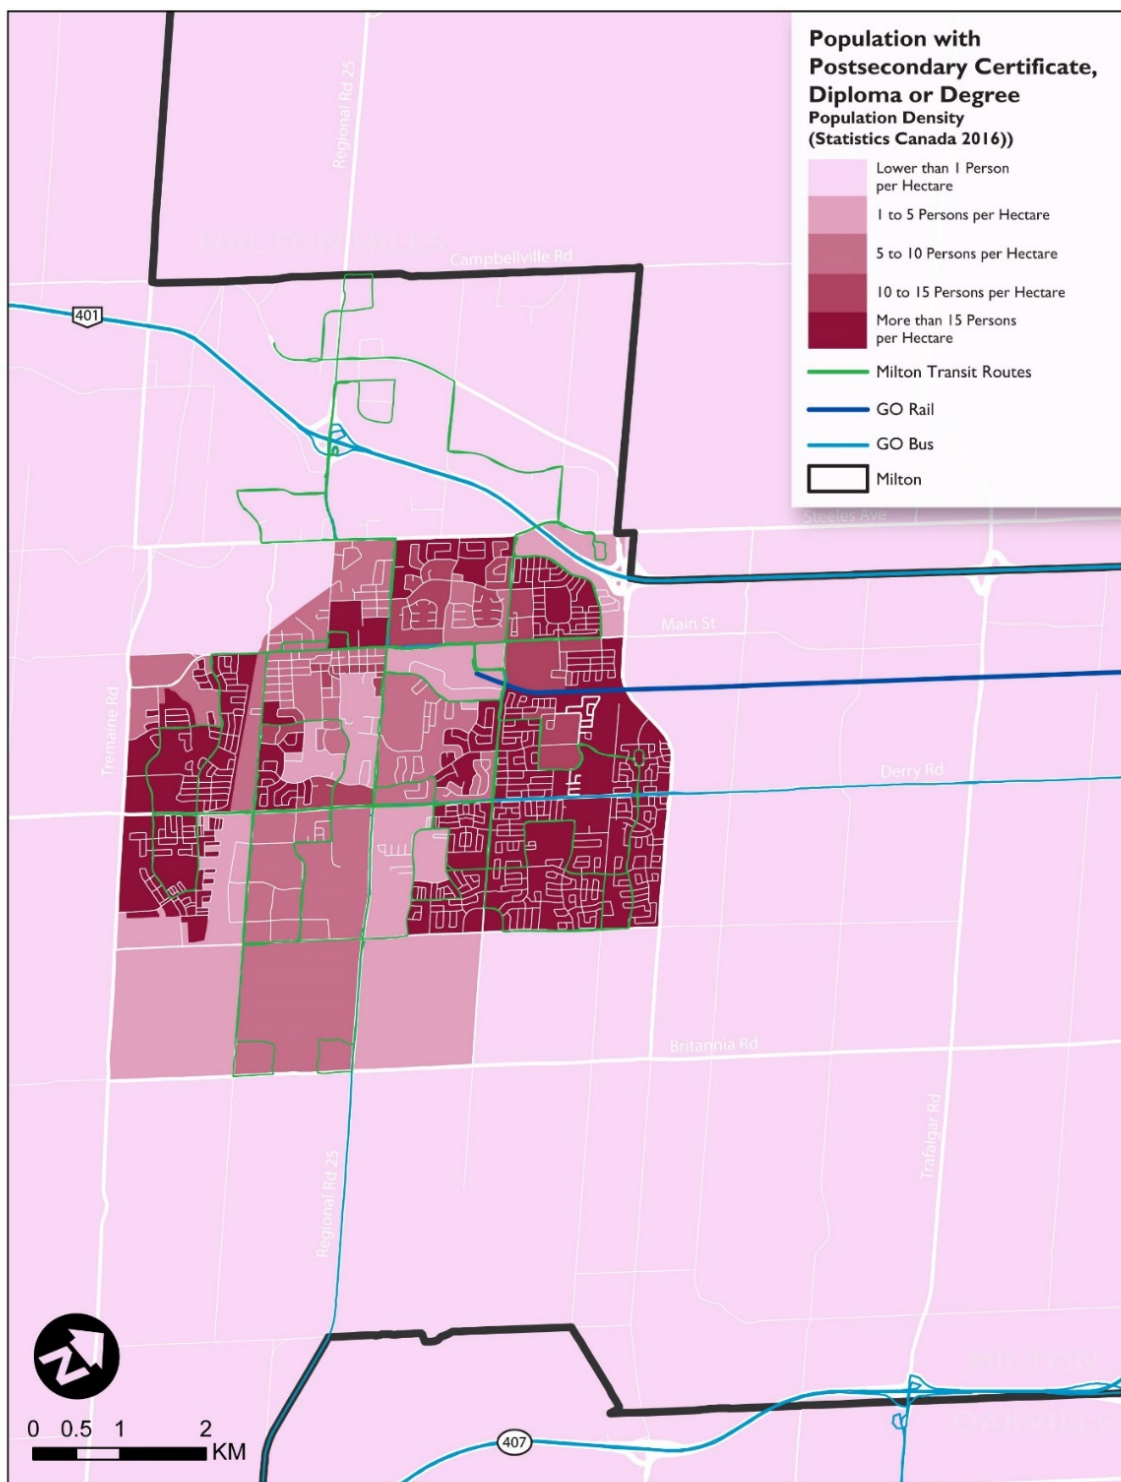 Population with
Postsecondary Certificate,
Diploma or Degree
Population Density
(Statistics Canada 2016))
Lower than 1 Person
per Hectare
1 to 5 Persons per Hectare
5 to 10 Persons per Hectare
10 to 15 Persons per Hectare
More than 15 Persons
per Hectare
Milton Transit Routes
GO Rail
GO Bus
Milton
Regional Rd 25
HALTON HILLS
Campbellville Rd
401
Steeles Ave
Main St
Tremaine Rd
Derry Rd
Britannia Rd
Trafalgar Rd
Regional Rd 25
MILTON
OAKVILLE
407
N
0 0.5 1 2
KM